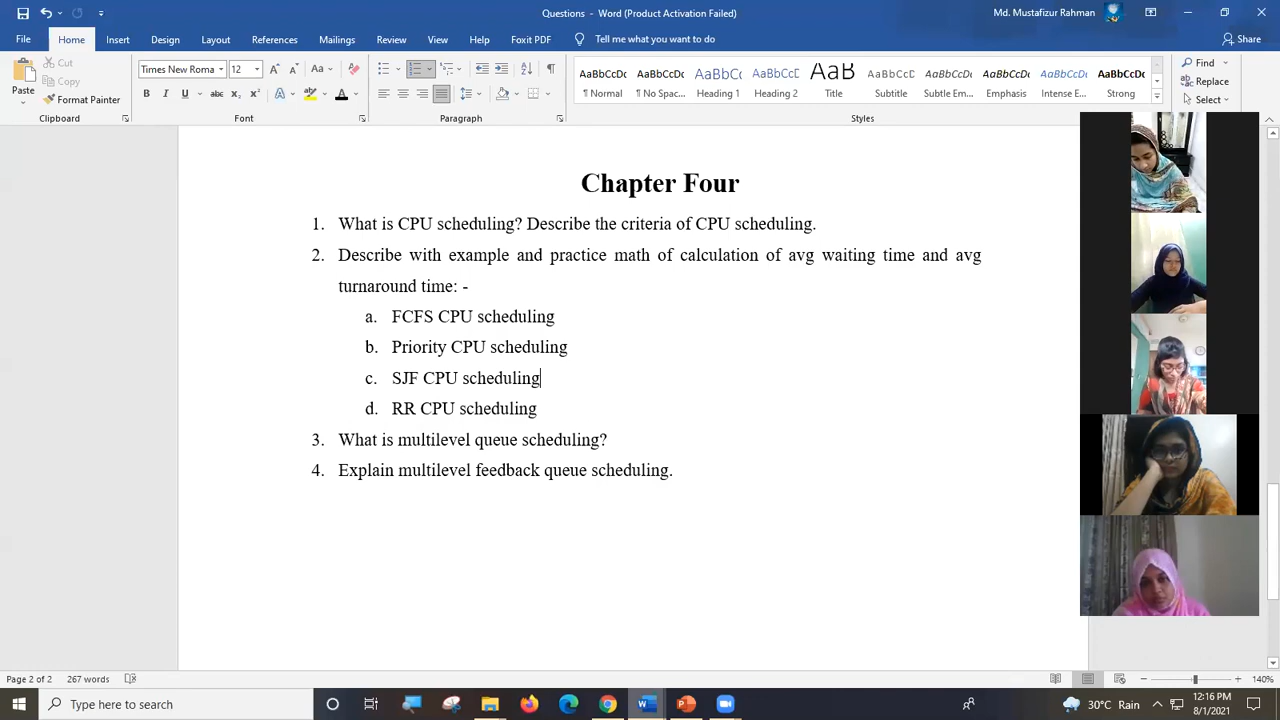 Questions - Word (Product Activation Failed)
Md. Mustafizur Rahman
File Home Insert Design Layout References Mailings Review View Help Foxit PDF Tell me what you want to do Share
Paste
Cut
Copy
Format Painter
Clipboard
Times New Roma 12
Font
Paragraph
AaBbCcDc AaBbCcDc AaBbC AaBbCcD AaB AaBbCcDc AaBbCcDc AaBbCcDc AaBbCcDc AaBbCcDc
¶ Normal ¶ No Spac... Heading 1 Heading 2 Title Subtitle Subtle Em... Emphasis Intense E... Strong
Styles
Find
Replace
Select
Chapter Four
1. What is CPU scheduling? Describe the criteria of CPU scheduling.
2. Describe with example and practice math of calculation of avg waiting time and avg
turnaround time: -
a. FCFS CPU scheduling
b. Priority CPU scheduling
c. SJF CPU scheduling
d. RR CPU scheduling
3. What is multilevel queue scheduling?
4. Explain multilevel feedback queue scheduling.
Page 2 of 2 267 words
140%
Type here to search
30°C Rain
12:16 PM
8/1/2021